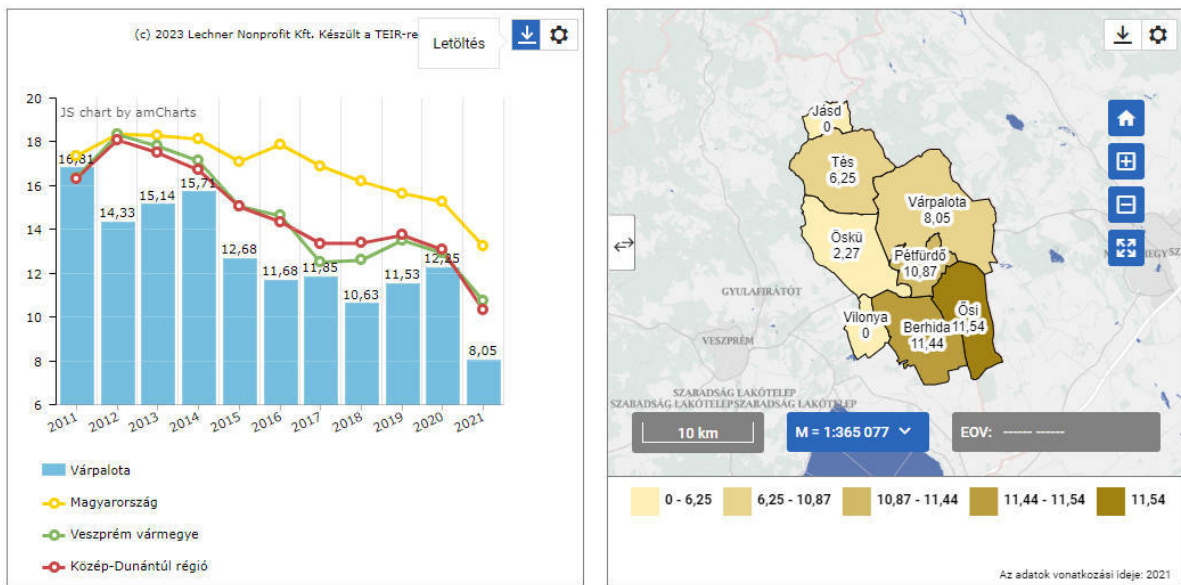 (c) 2023 Lechner Nonprofit Kft. Készült a TEIR-re
Letöltés
JS chart by amCharts
20
18
16
14
12
10
8
6
16,81
14,33
15,14
15,71
12,68
11,68
11,85
10,63
11,53
12,25
8,05
2011 2012 2013 2014 2015 2016 2017 2018 2019 2020 2021
Várpalota
Magyarország
Veszprém vármegye
Közép-Dunántúl régió
Jásd
0
Tés
6,25
Várpalota
8,05
Öskü
2,27
Pétfürdő
10,87
Vilonya
0
Berhida
11,44
Ősi
11,54
GYULAFIRÁTÓT
VESZPRÉM
SZABADSÁG LAKÓTELEP
SZABADSÁG LAKÓTELEPSZABADSÁG LAKÓTELEP
10 km
M = 1:365 077
EOV: ------ ------
0 - 6,25
6,25 - 10,87
10,87 - 11,44
11,44 - 11,54
11,54
Az adatok vonatkozási ideje: 2021